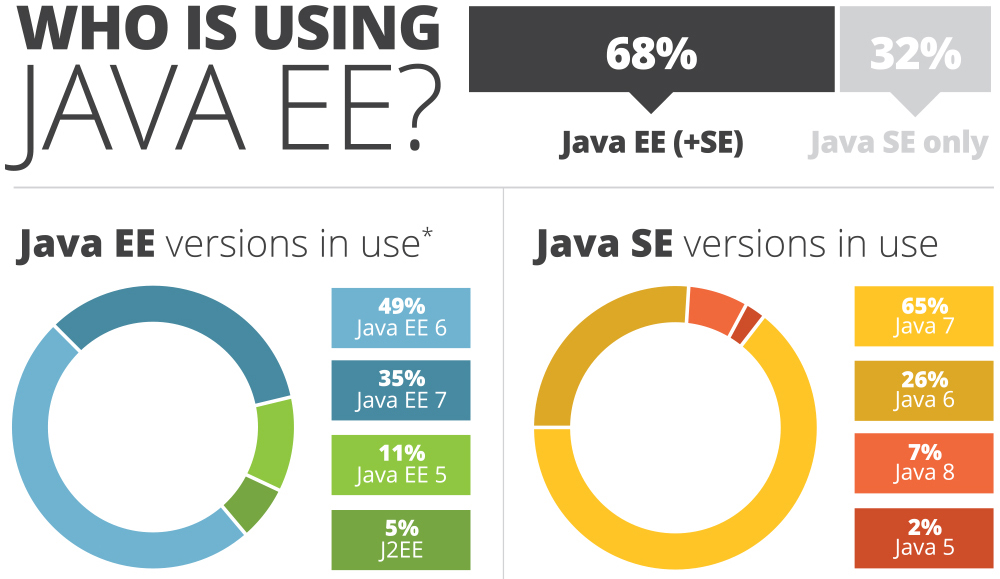 WHO IS USING
JAVA EE?
68%
32%
Java EE (+SE)
Java SE only
Java EE versions in use*
49%
Java EE 6
35%
Java EE 7
11%
Java EE 5
5%
J2EE
Java SE versions in use
65%
Java 7
26%
Java 6
7%
Java 8
2%
Java 5